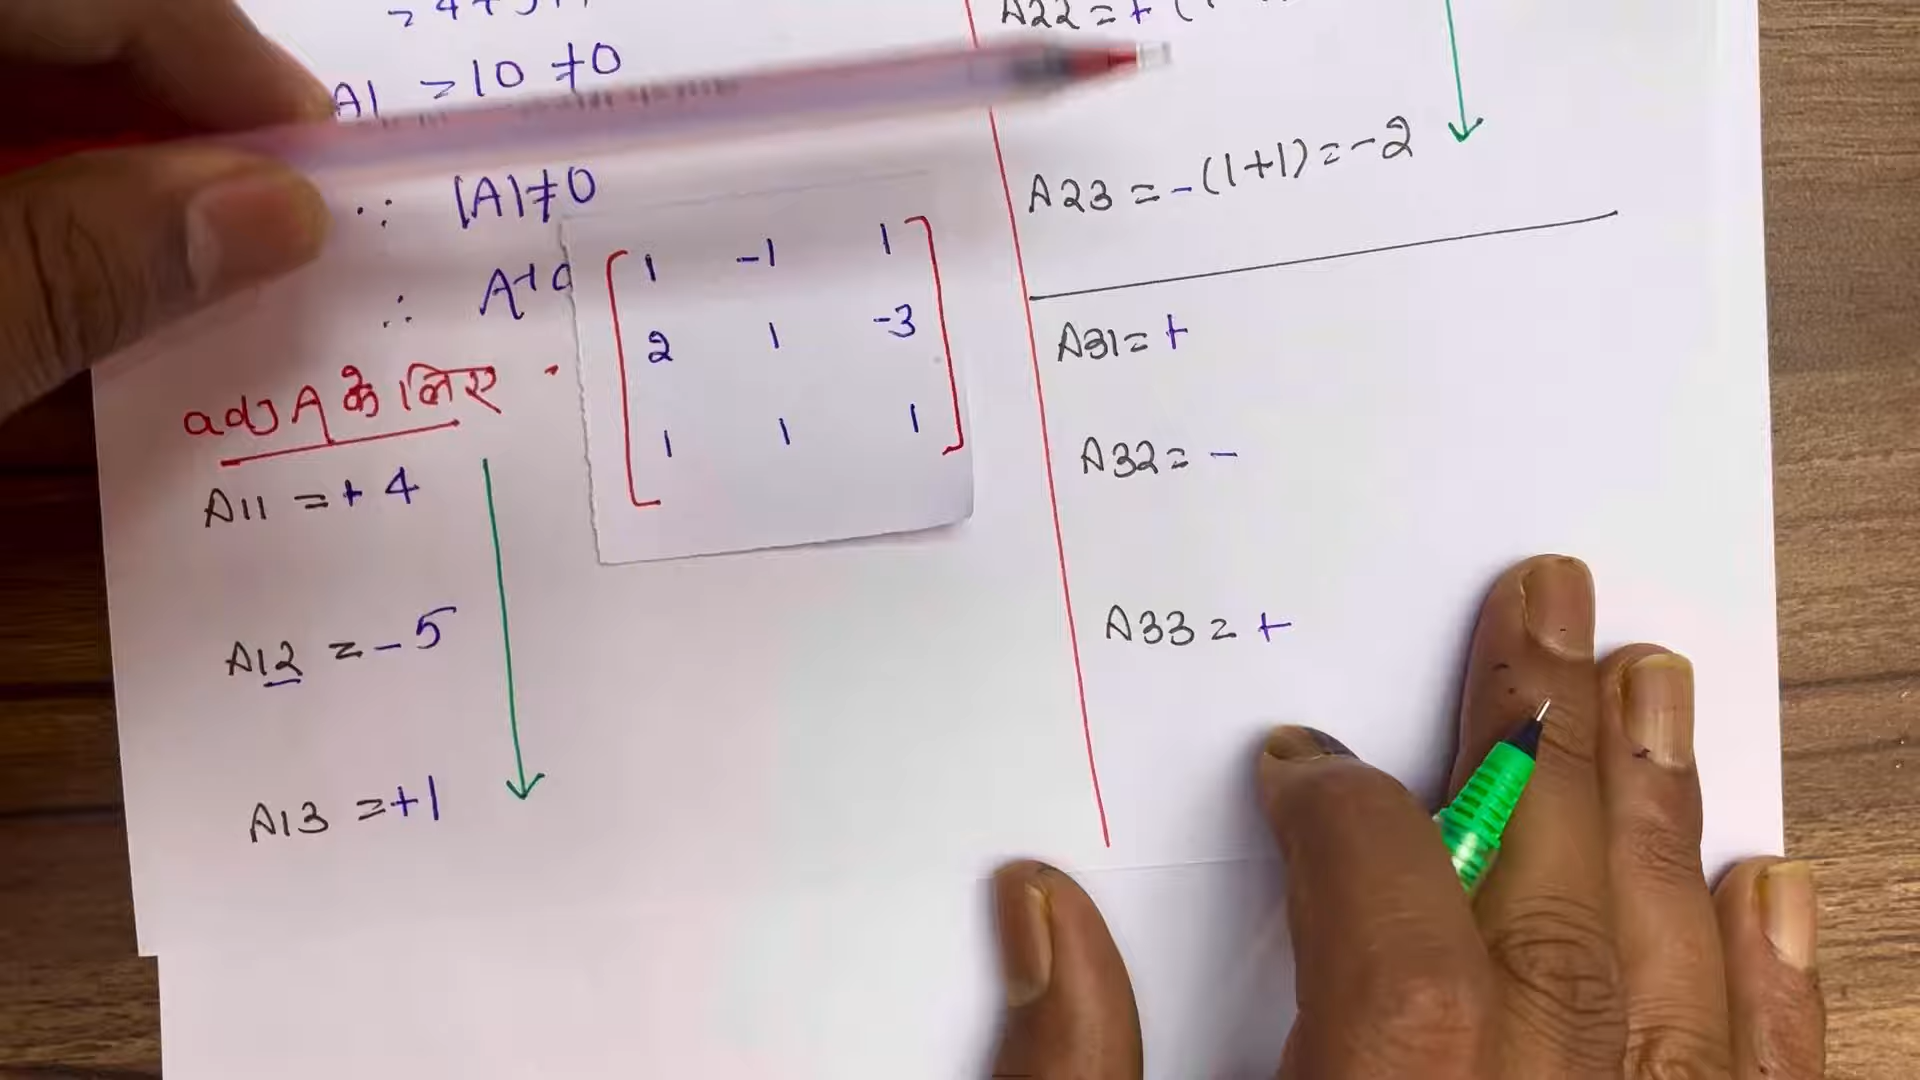 |A| = 10 ≠ 0
∵ |A| ≠ 0
∴ A⁻¹
adj A के लिए
1 -1 1
2 1 -3
1 1 1
A11 = + 4
A12 = - 5
A13 = +1
A22 = + (
A23 = -(1+1) = -2
A31 = +
A32 = -
A33 = +